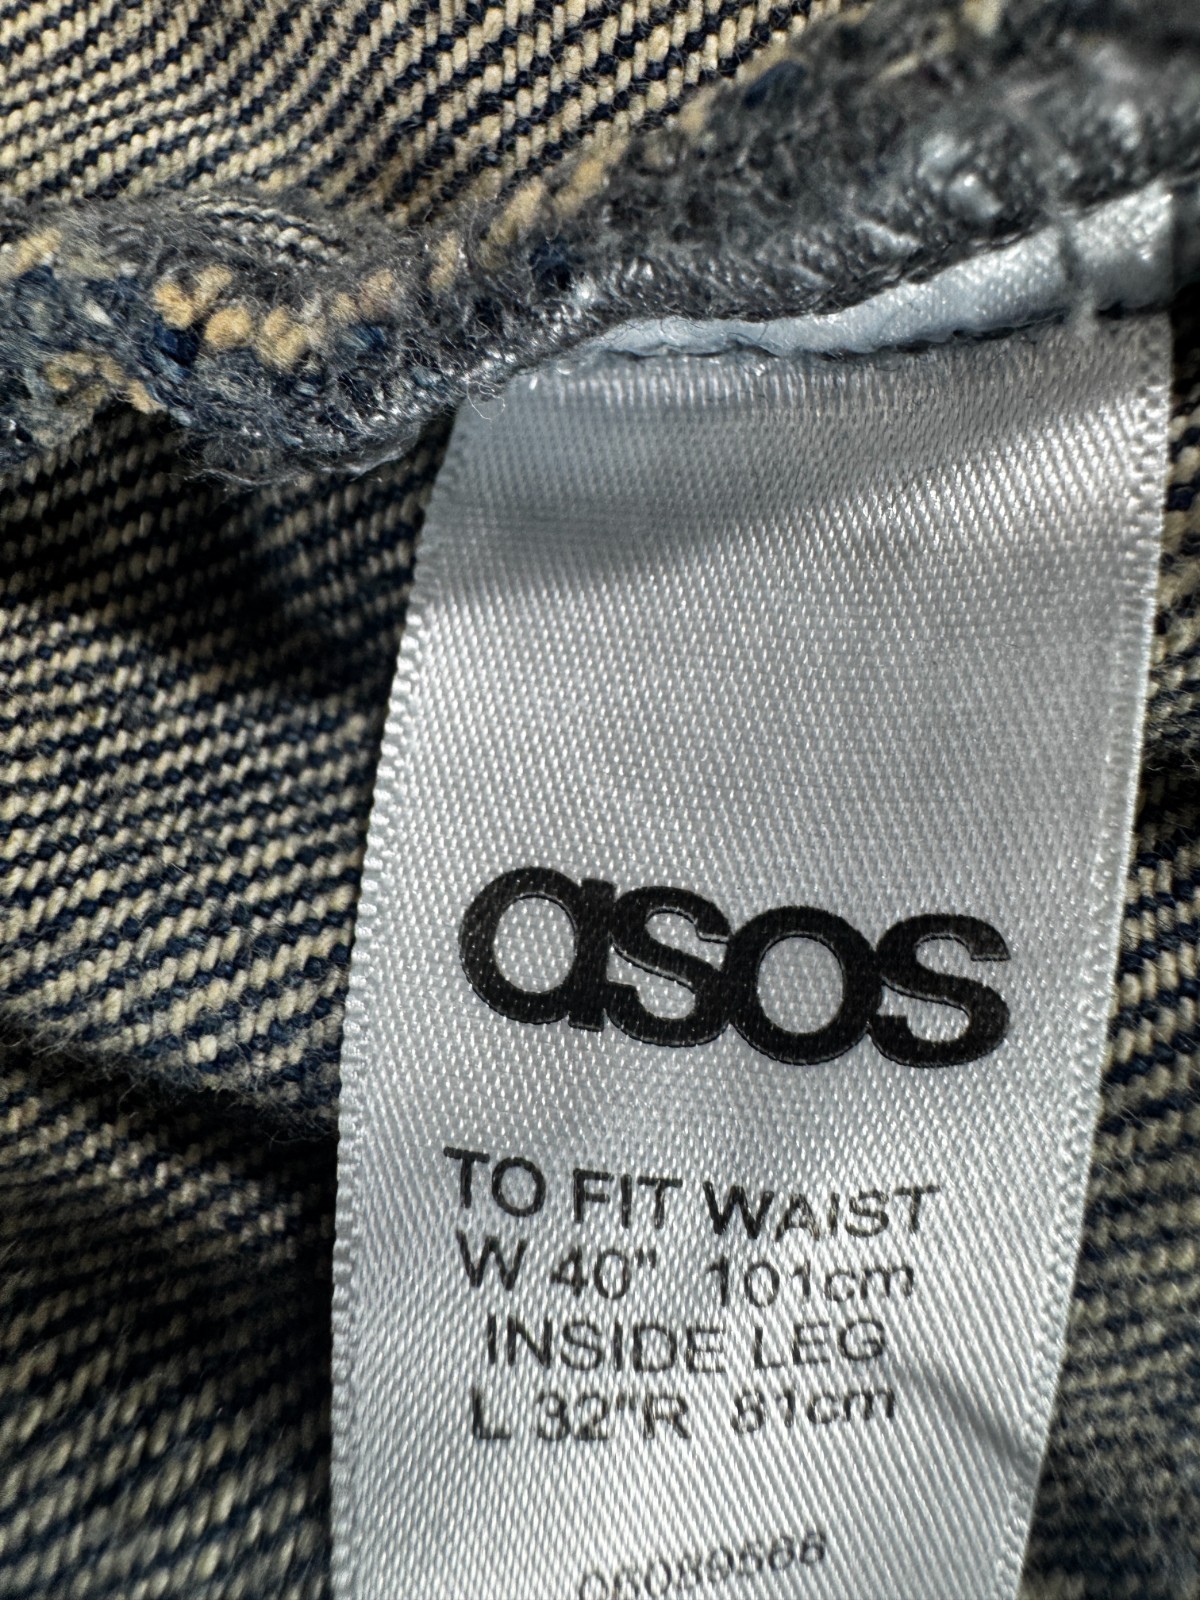 asos
TO FIT WAIST
W 40" 101cm
INSIDE LEG
L 32"R 81cm